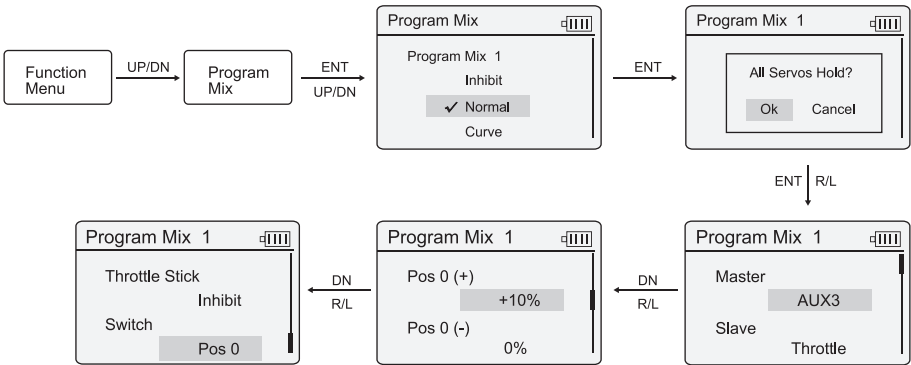 Function
Menu
UP/DN
Program
Mix
ENT
UP/DN
Program Mix
Program Mix 1
Inhibit
✓ Normal
Curve
ENT
Program Mix 1
All Servos Hold?
Ok Cancel
ENT R/L
Program Mix 1
Master
AUX3
Slave
Throttle
DN
R/L
Program Mix 1
Pos 0 (+)
+10%
Pos 0 (-)
0%
DN
R/L
Program Mix 1
Throttle Stick
Inhibit
Switch
Pos 0